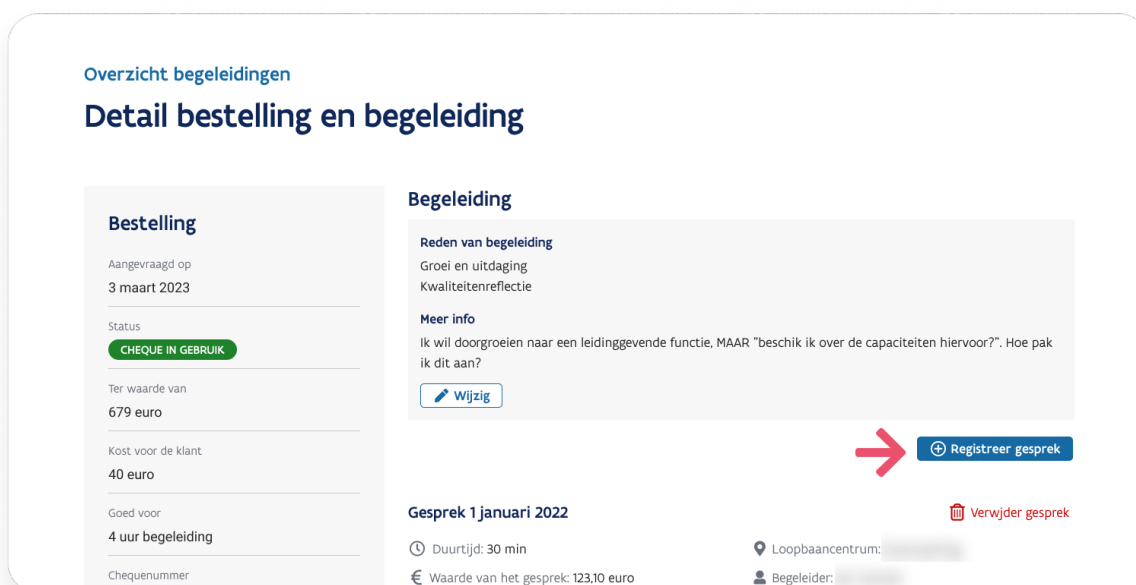 Overzicht begeleidingen
Detail bestelling en begeleiding
Bestelling
Aangevraagd op
3 maart 2023
Status
CHEQUE IN GEBRUIK
Ter waarde van
679 euro
Kost voor de klant
40 euro
Goed voor
4 uur begeleiding
Chequenummer
Begeleiding
Reden van begeleiding
Groei en uitdaging
Kwaliteitenreflectie
Meer info
Ik wil doorgroeien naar een leidinggevende functie, MAAR "beschik ik over de capaciteiten hiervoor?". Hoe pak
ik dit aan?
Wijzig
Registreer gesprek
Gesprek 1 januari 2022
Verwijder gesprek
Duurtijd: 30 min
Loopbaancentrum:
Waarde van het gesprek: 123,10 euro
Begeleider: